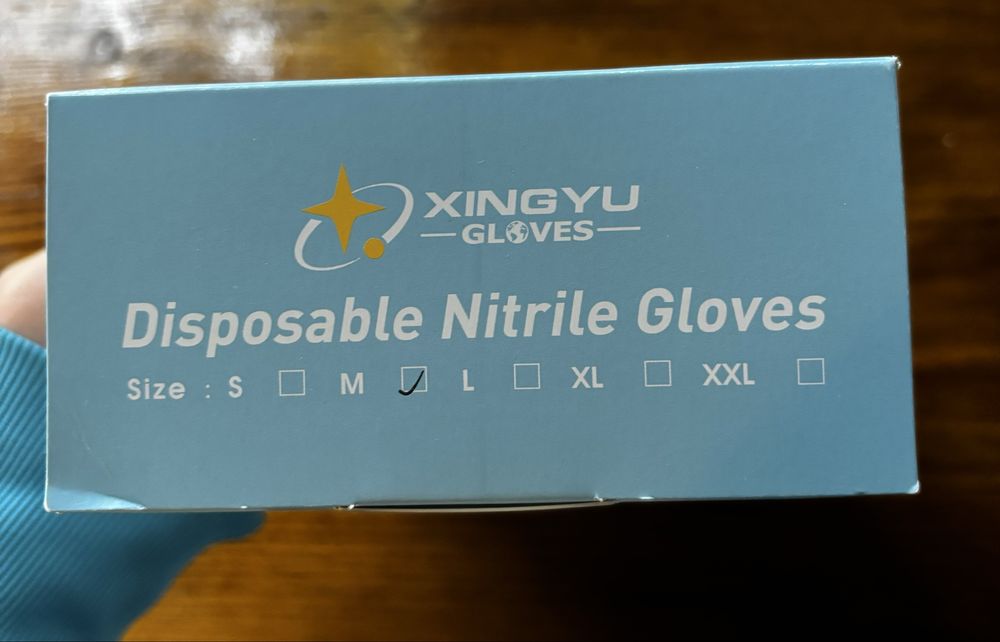 XINGYU
GLOVES
Disposable Nitrile Gloves
Size : S M L XL XXL